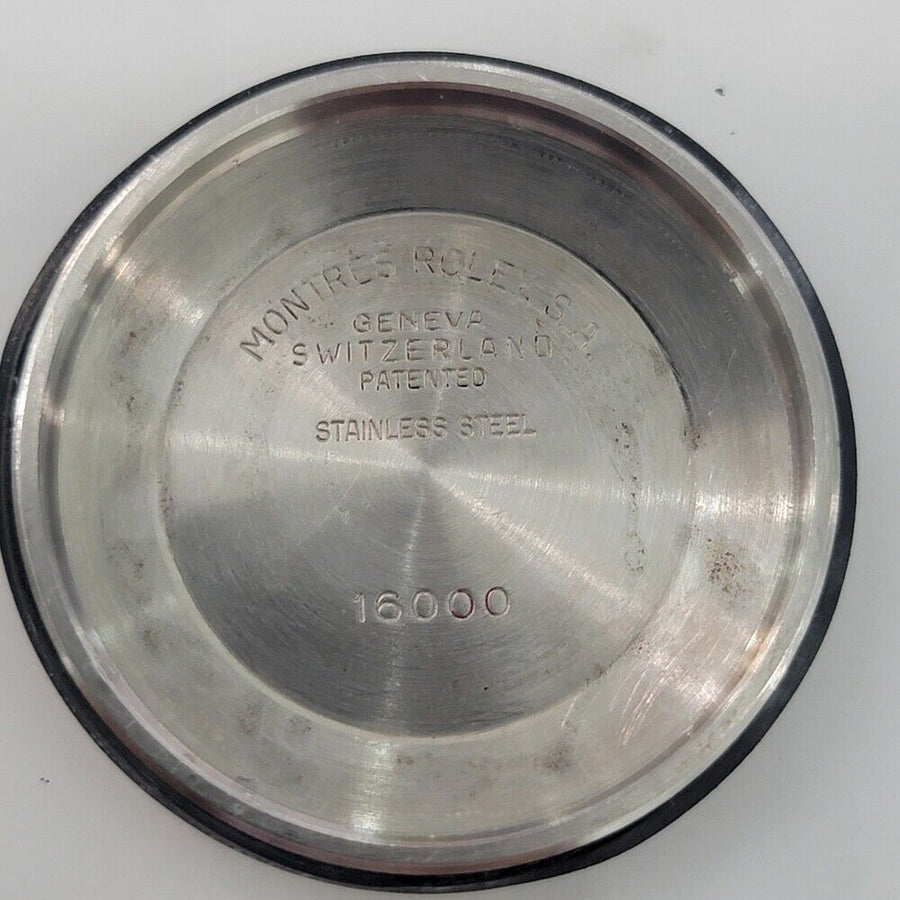 MONTRES ROLEX S.A.
GENEVA
SWITZERLAND
PATENTED
STAINLESS STEEL
16000